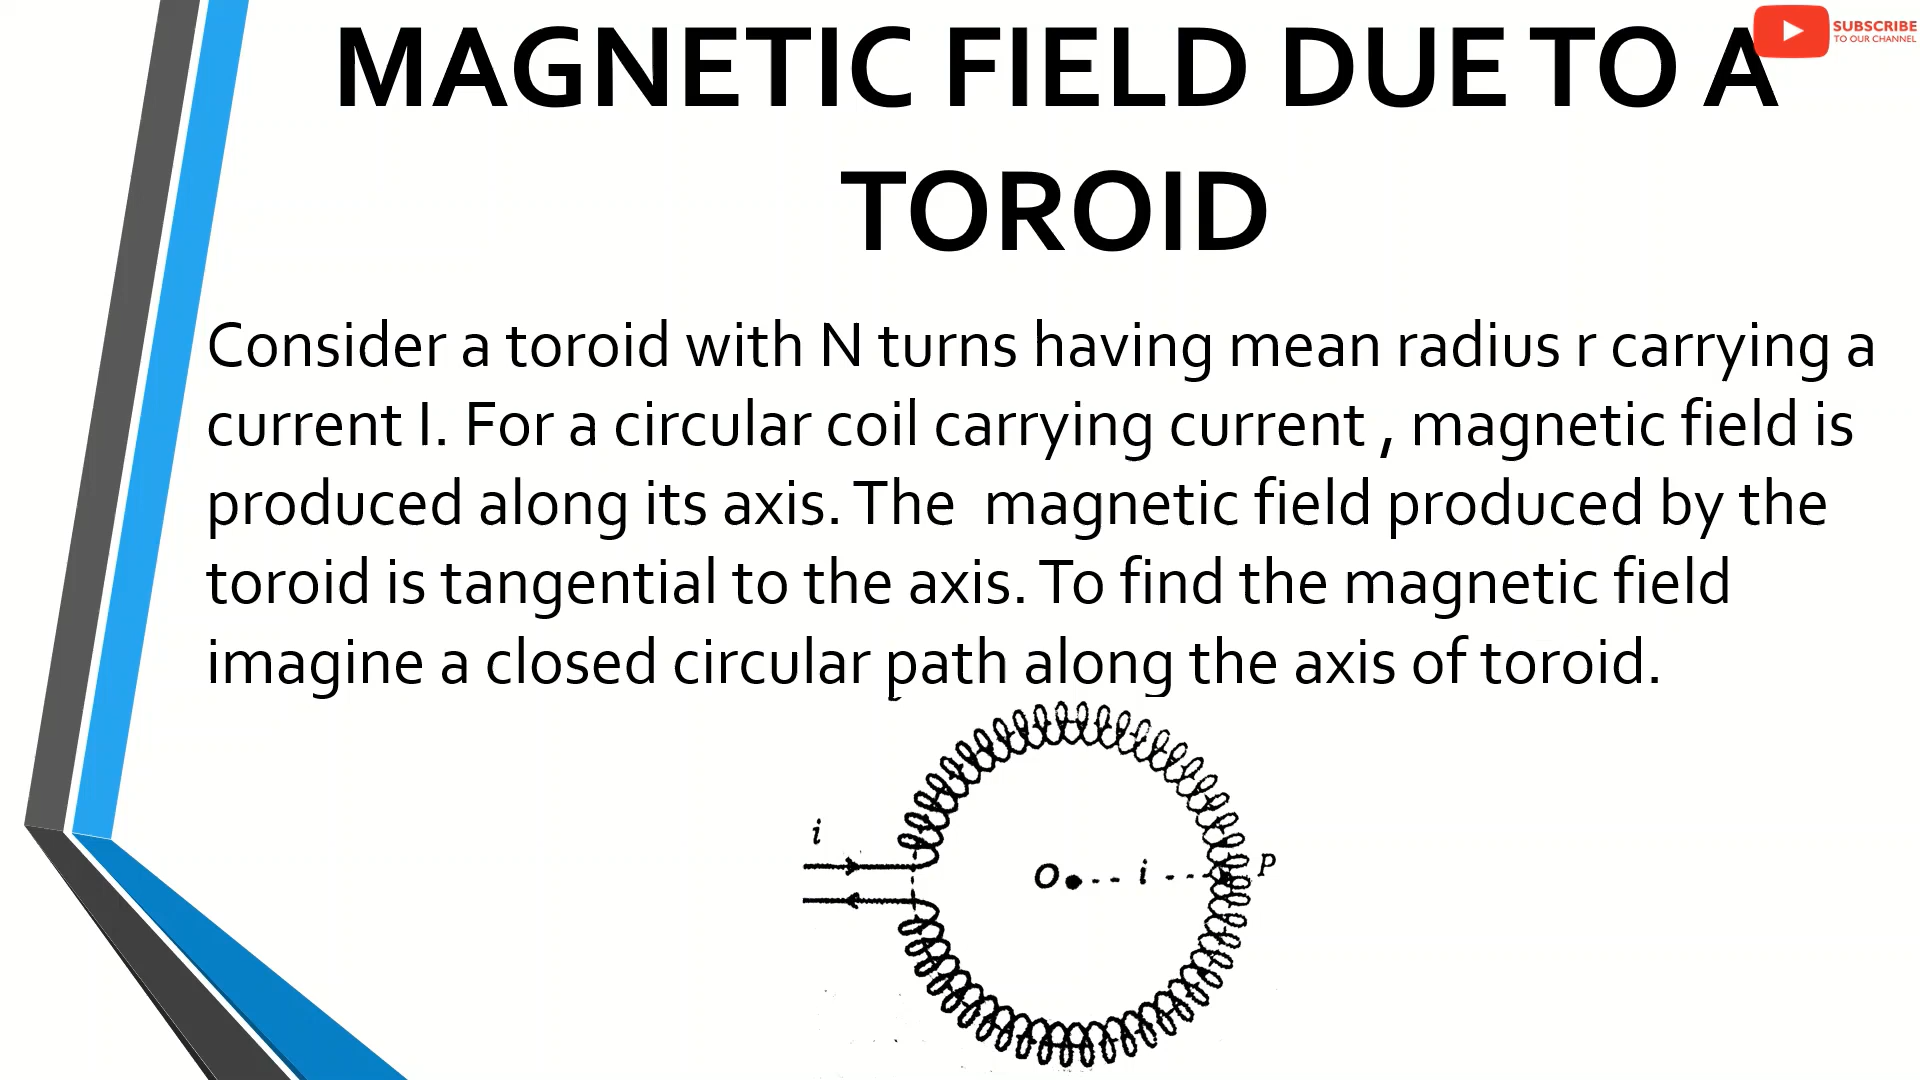 MAGNETIC FIELD DUE TO A
SUBSCRIBE
TO OUR CHANNEL
TOROID
Consider a toroid with N turns having mean radius r carrying a
current I. For a circular coil carrying current , magnetic field is
produced along its axis. The  magnetic field produced by the
toroid is tangential to the axis. To find the magnetic field
imagine a closed circular path along the axis of toroid.
i
O i P